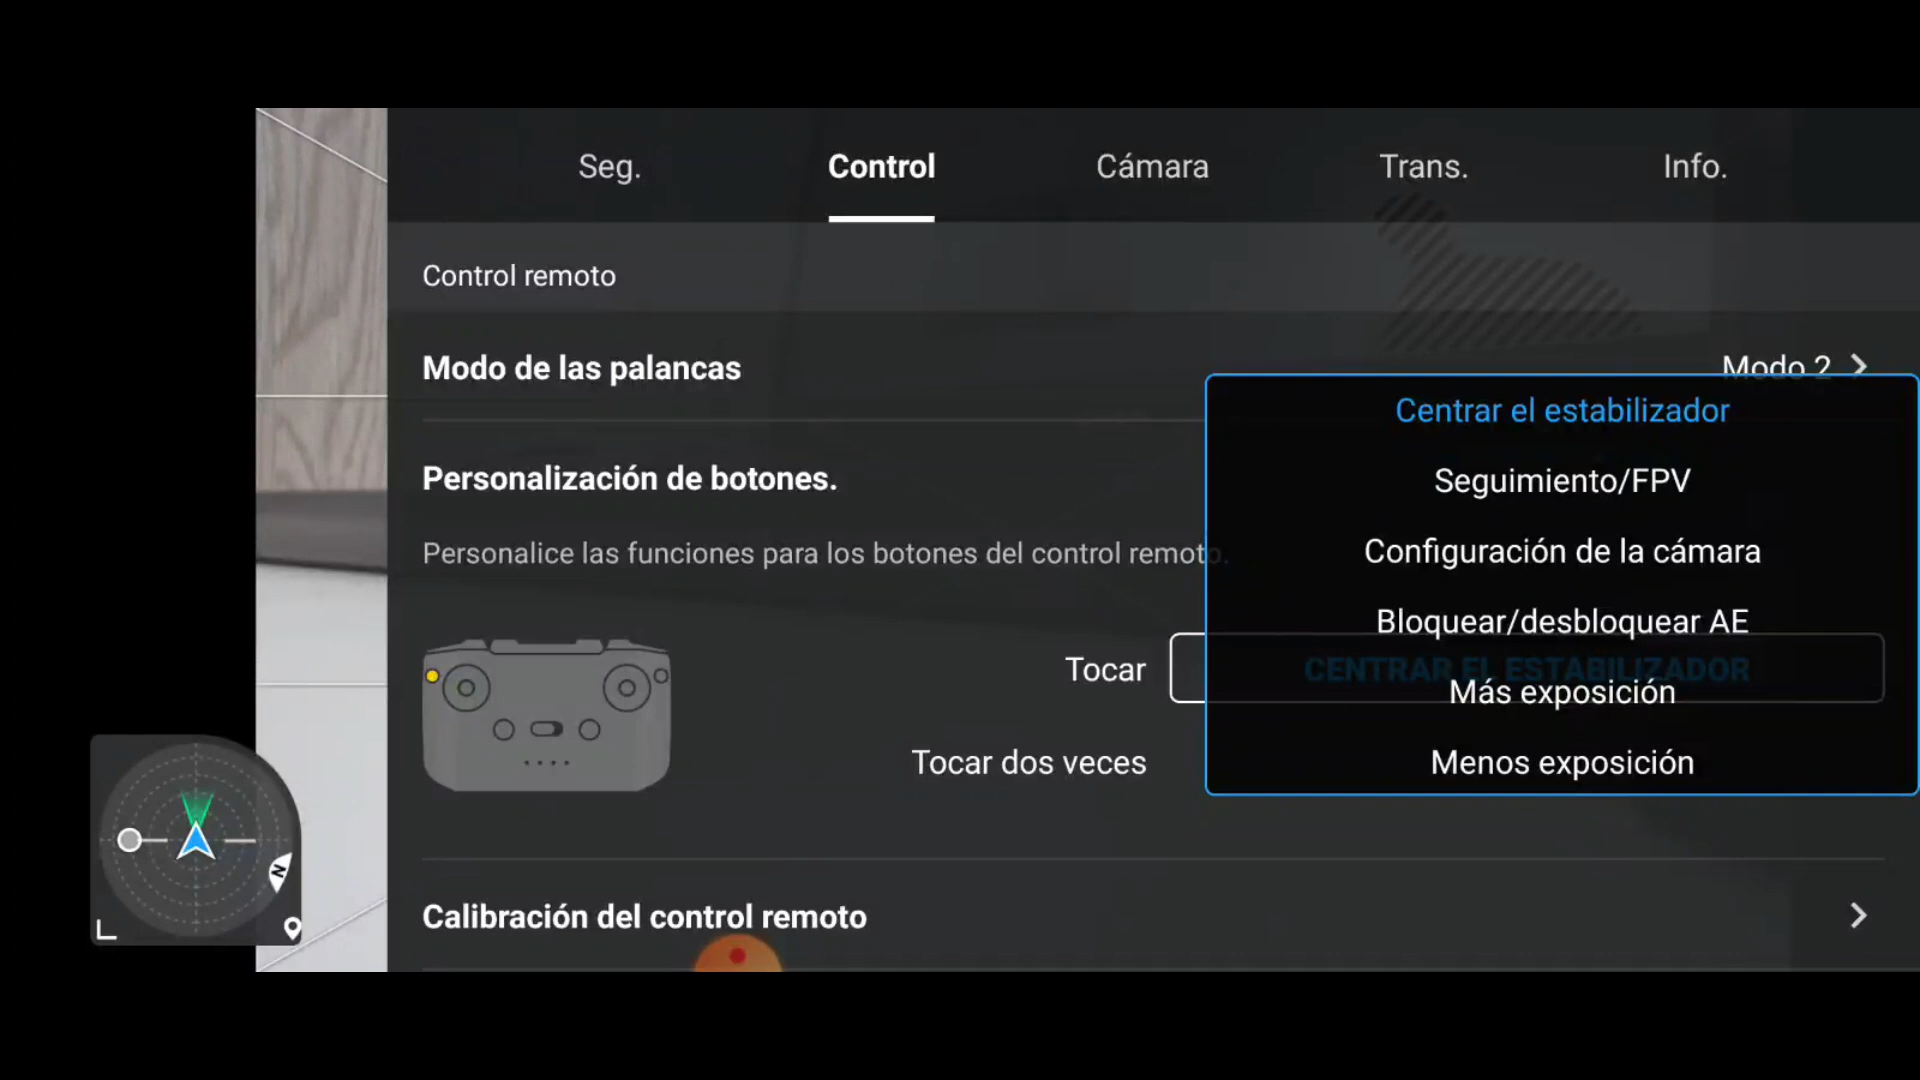 Seg.
Control
Cámara
Trans.
Info.
Control remoto
Modo de las palancas
Modo 2
Centrar el estabilizador
Personalización de botones.
Seguimiento/FPV
Personalice las funciones para los botones del control remoto.
Configuración de la cámara
Bloquear/desbloquear AE
Tocar
CENTRAR EL ESTABILIZADOR
Más exposición
Tocar dos veces
Menos exposición
N
Calibración del control remoto